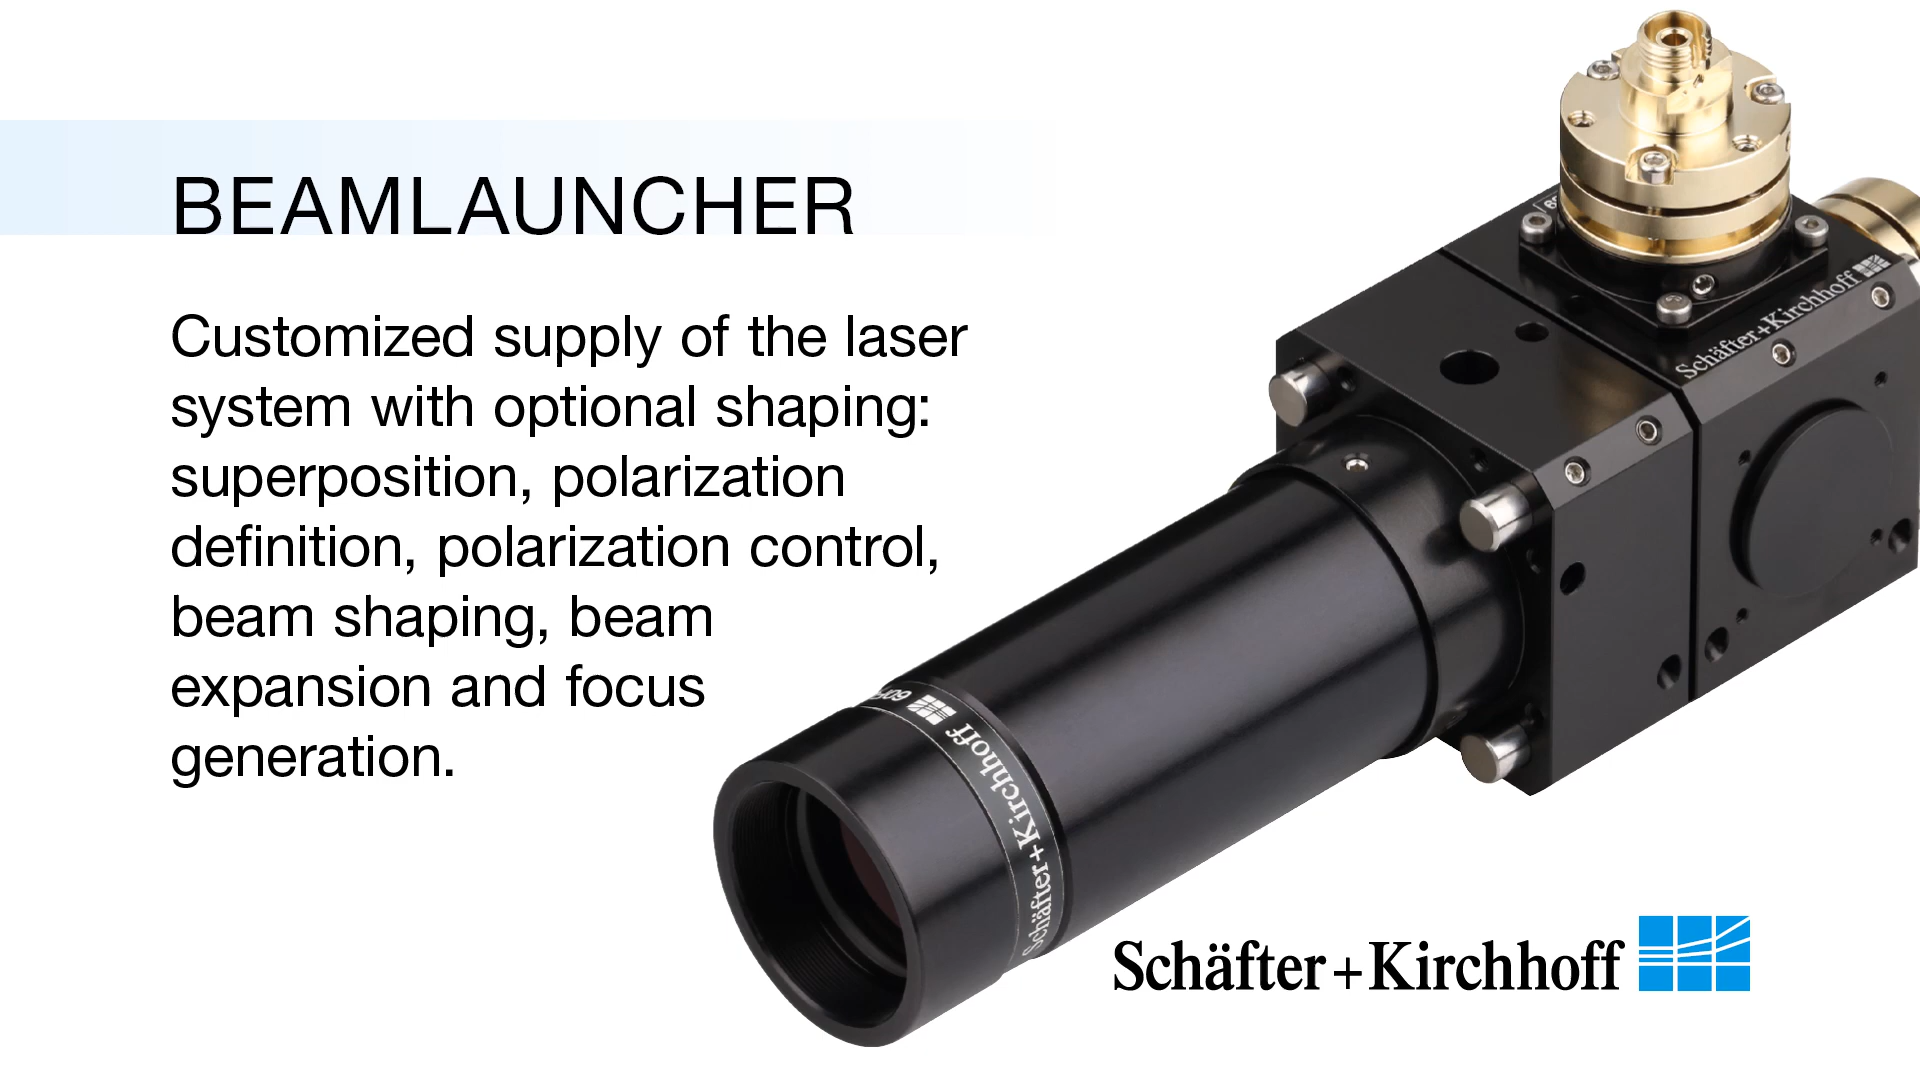 BEAMLAUNCHER
Customized supply of the laser
system with optional shaping:
superposition, polarization
definition, polarization control,
beam shaping, beam
expansion and focus
generation.
Schäfter+Kirchhoff
Schäfter+Kirchhoff
Schäfter+Kirchhoff